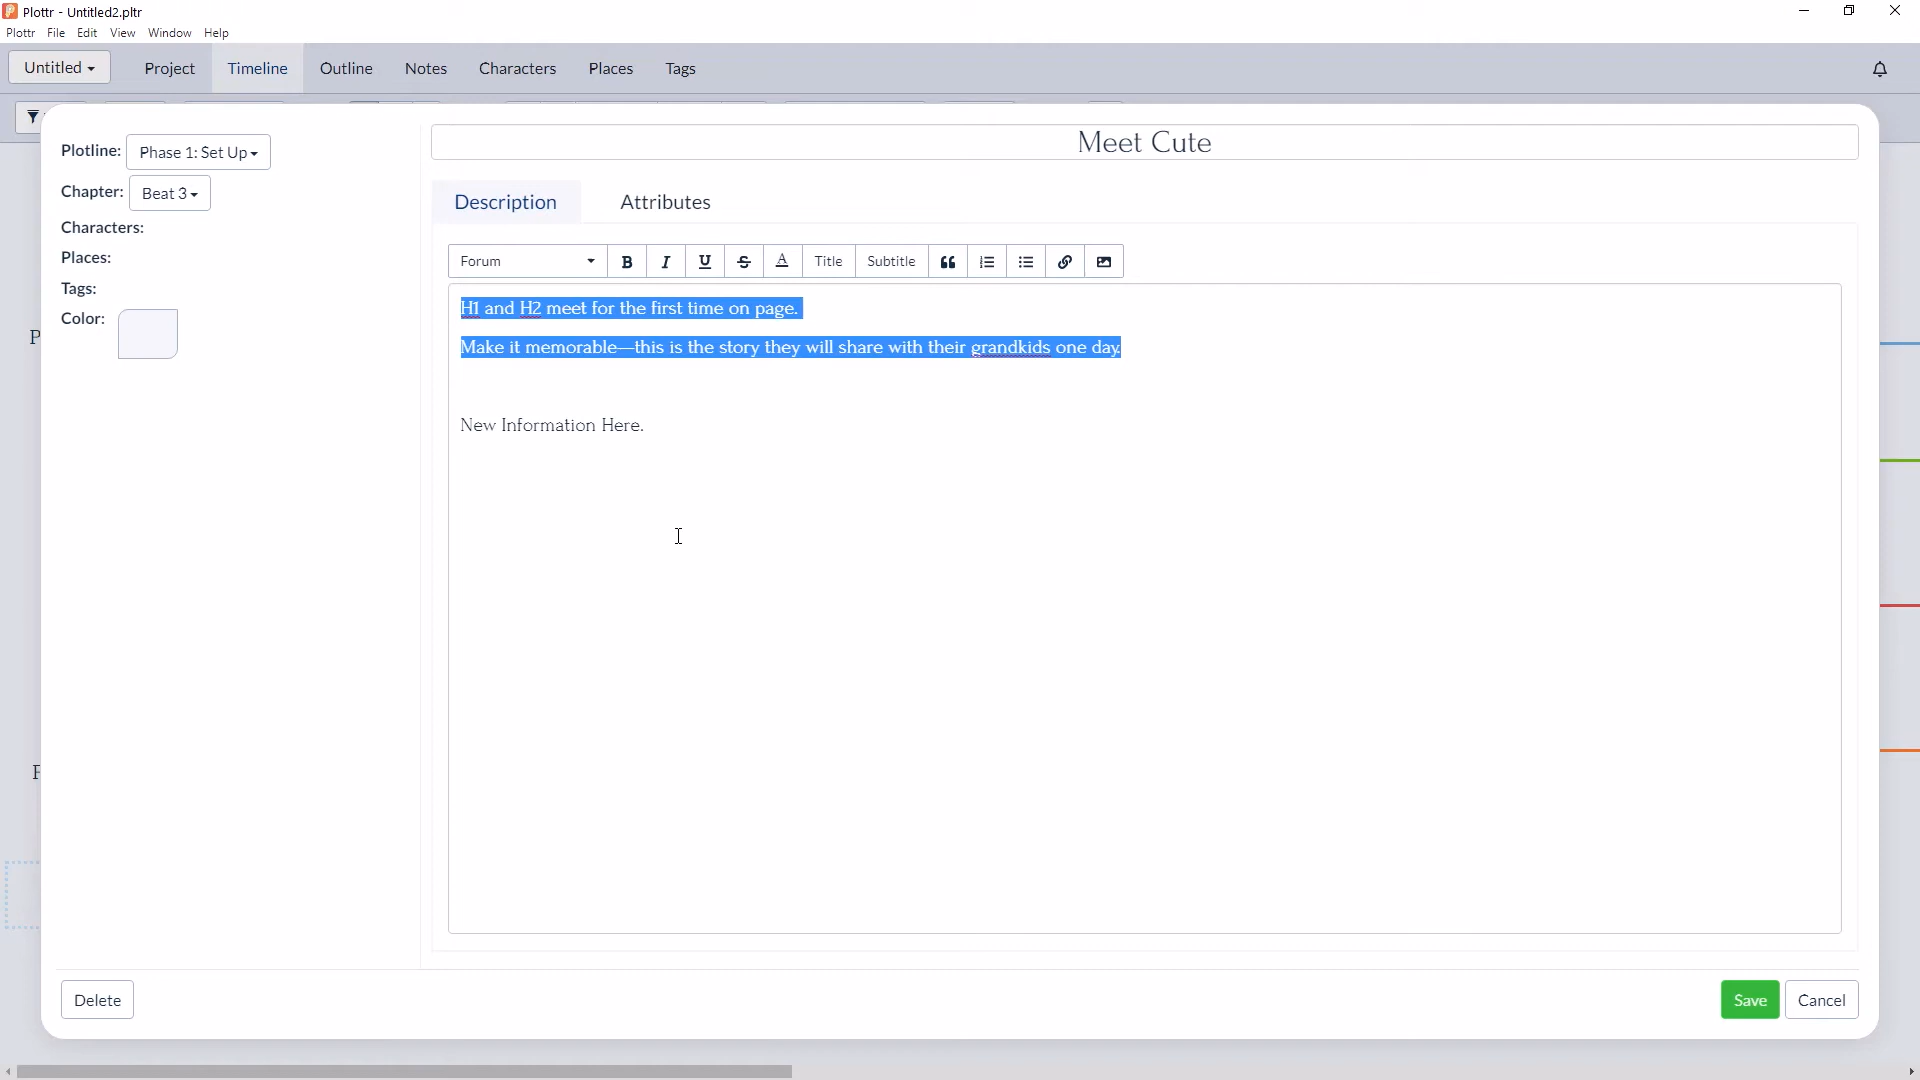 Plottr - Untitled2.pltr
Plottr File Edit View Window Help
Untitled Project Timeline Outline Notes Characters Places Tags
Plotline: Phase 1: Set Up
Chapter: Beat 3
Characters:
Places:
Tags:
Color:
Meet Cute
Description Attributes
Forum B I U S A Title Subtitle
H1 and H2 meet for the first time on page.
Make it memorable—this is the story they will share with their grandkids one day.
New Information Here.
P
F
Delete Save Cancel